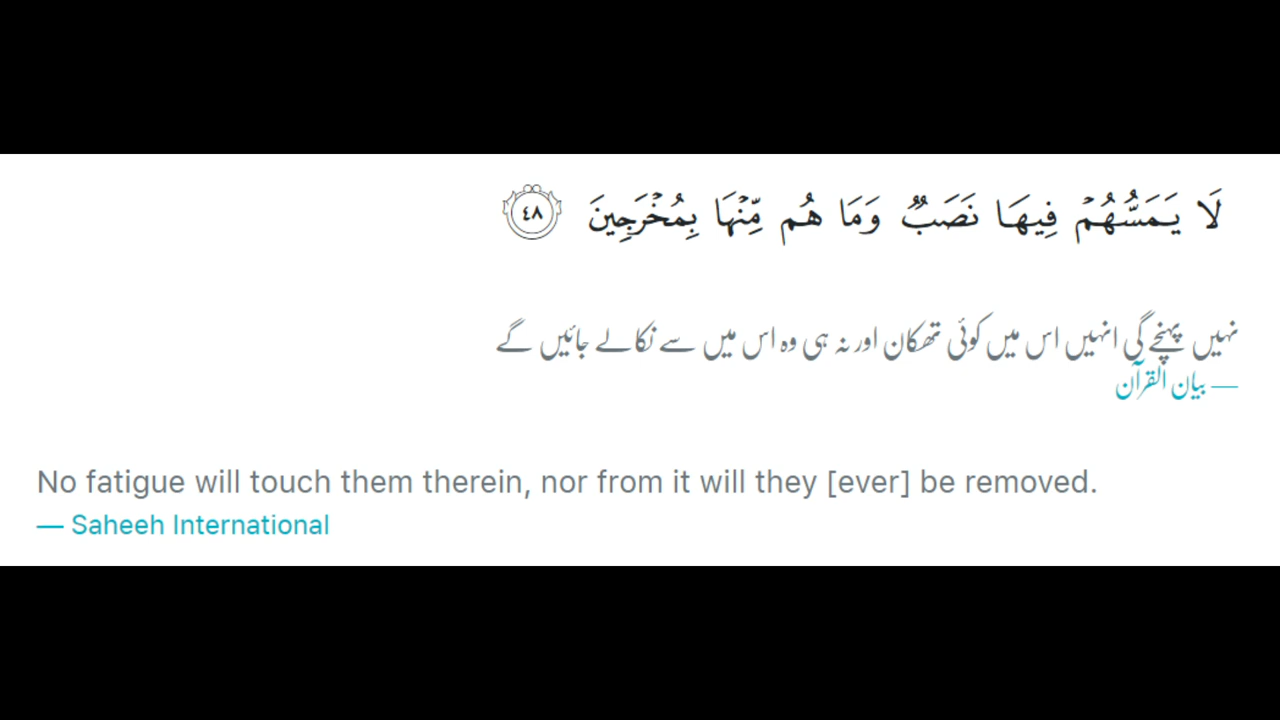 لَا يَمَسُّهُمْ فِيهَا نَصَبٌ وَمَا هُم مِّنْهَا بِمُخْرَجِينَ ٤٨
نہیں پہنچے گی انہیں اس میں کوئی تھکان اور نہ ہی وہ اس میں سے نکالے جائیں گے
— بیان القرآن
No fatigue will touch them therein, nor from it will they [ever] be removed.
— Saheeh International